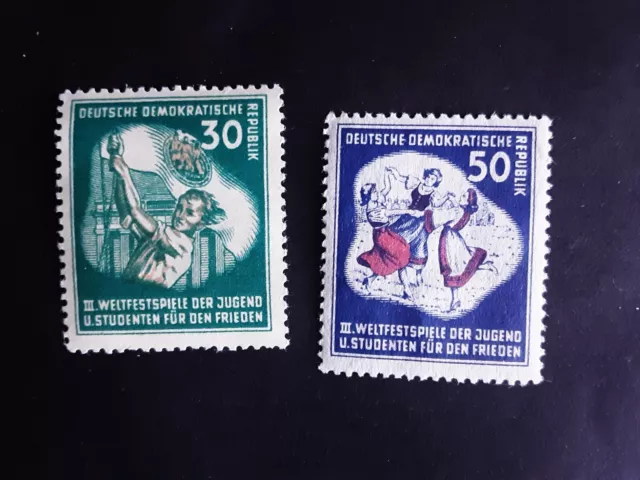 DEUTSCHE DEMOKRATISCHE
REPUBLIK
30
III. WELTFESTSPIELE DER JUGEND
U. STUDENTEN FÜR DEN FRIEDEN
DEUTSCHE DEMOKRATISCHE
REPUBLIK
50
III. WELTFESTSPIELE DER JUGEND
U. STUDENTEN FÜR DEN FRIEDEN